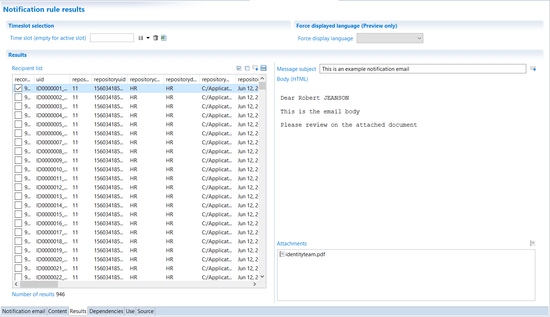 Notification rule results
Timeslot selection
Force displayed language (Preview only)
Time slot (empty for active slot)
Force display language
Results
Recipient list
Message subject This is an example notification email
Body (HTML)
recor... uid repos... repositoryuid repositoryc... repositoryd... repository... reposito
9... ID0000001_... 11 156034185... HR HR C:/Applicat... Jun 12, 2
9... ID0000002_... 11 156034185... HR HR C:/Applicat... Jun 12, 2
9... ID0000003_... 11 156034185... HR HR C:/Applicat... Jun 12, 2
9... ID0000004_... 11 156034185... HR HR C:/Applicat... Jun 12, 2
9... ID0000005_... 11 156034185... HR HR C:/Applicat... Jun 12, 2
9... ID0000006_... 11 156034185... HR HR C:/Applicat... Jun 12, 2
9... ID0000007_... 11 156034185... HR HR C:/Applicat... Jun 12, 2
9... ID0000008_... 11 156034185... HR HR C:/Applicat... Jun 12, 2
9... ID0000009_... 11 156034185... HR HR C:/Applicat... Jun 12, 2
9... ID0000010_... 11 156034185... HR HR C:/Applicat... Jun 12, 2
9... ID0000011_... 11 156034185... HR HR C:/Applicat... Jun 12, 2
9... ID0000012_... 11 156034185... HR HR C:/Applicat... Jun 12, 2
9... ID0000013_... 11 156034185... HR HR C:/Applicat... Jun 12, 2
9... ID0000014_... 11 156034185... HR HR C:/Applicat... Jun 12, 2
9... ID0000015_... 11 156034185... HR HR C:/Applicat... Jun 12, 2
9... ID0000016_... 11 156034185... HR HR C:/Applicat... Jun 12, 2
9... ID0000017_... 11 156034185... HR HR C:/Applicat... Jun 12, 2
9... ID0000018_... 11 156034185... HR HR C:/Applicat... Jun 12, 2
9... ID0000019_... 11 156034185... HR HR C:/Applicat... Jun 12, 2
9... ID0000020_... 11 156034185... HR HR C:/Applicat... Jun 12, 2
9... ID0000021_... 11 156034185... HR HR C:/Applicat... Jun 12, 2
9... ID0000022_... 11 156034185... HR HR C:/Applicat... Jun 12, 2
Dear Robert JEANSON
This is the email body
Please review on the attached document
Attachments
identityteam.pdf
Number of results 946
Notification email Content Results Dependencies Use Source